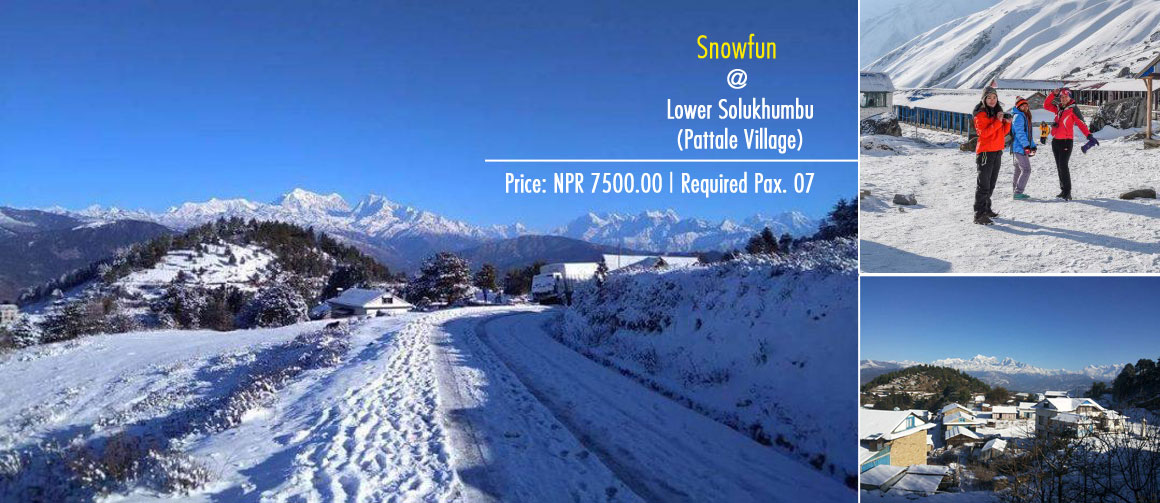 Snowfun
@
Lower Solukhumbu
(Pattale Village)
Price: NPR 7500.00 | Required Pax. 07